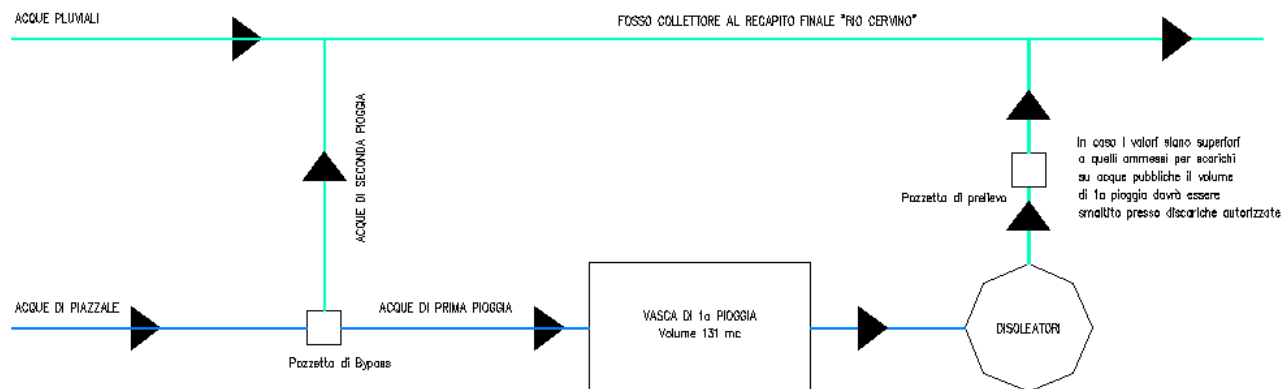 ACQUE PLUVIALI
FOSSO COLLETTORE AL RECAPITO FINALE "RIO CERVINO"
ACQUE DI SECONDA PIOGGIA
In caso i valori siano superiori
a quelli ammessi per scarichi
su acque pubbliche il volume
di 1a pioggia dovrà essere
smaltito presso discariche autorizzate
Pozzetto di prelievo
ACQUE DI PIAZZALE
ACQUE DI PRIMA PIOGGIA
VASCA DI 1a PIOGGIA
Volume 131 mc
DISOLEATORI
Pozzetto di Bypass